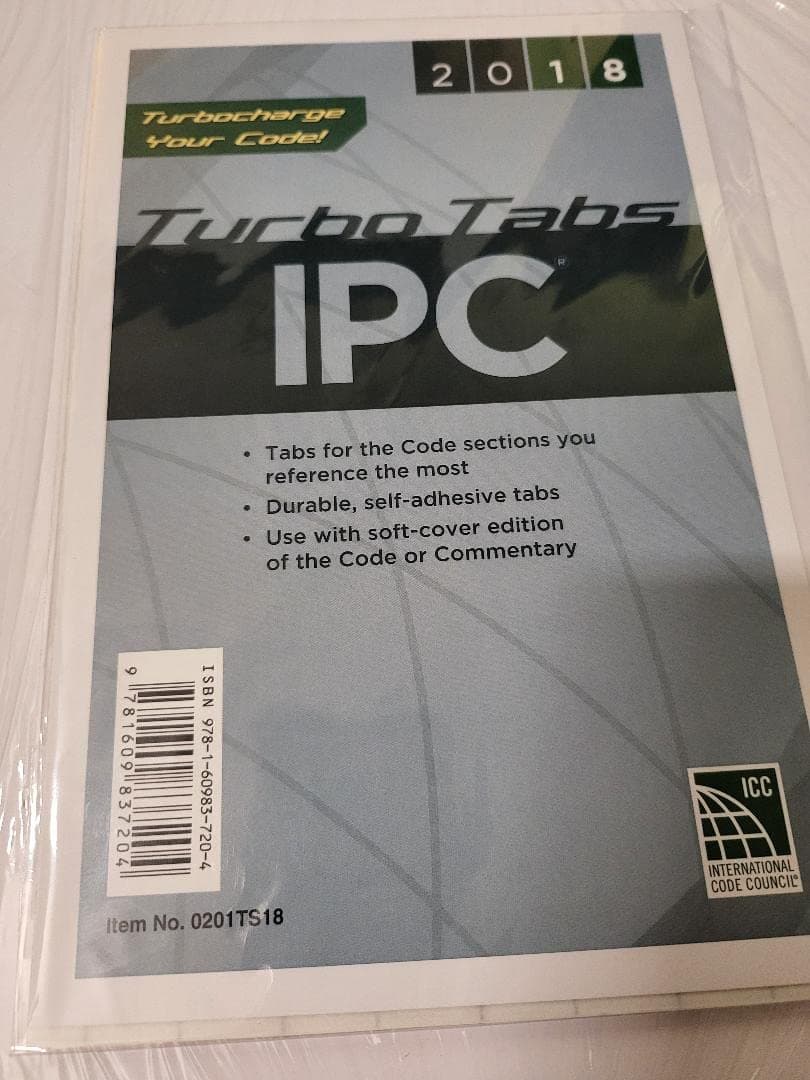 2018
Turbocharge
Your Code!
Turbo Tabs
IPC®
• Tabs for the Code sections you
reference the most
• Durable, self-adhesive tabs
• Use with soft-cover edition
of the Code or Commentary
ISBN 978-1-60983-720-4
9 781609 837204
Item No. 0201TS18
ICC
INTERNATIONAL
CODE COUNCIL®